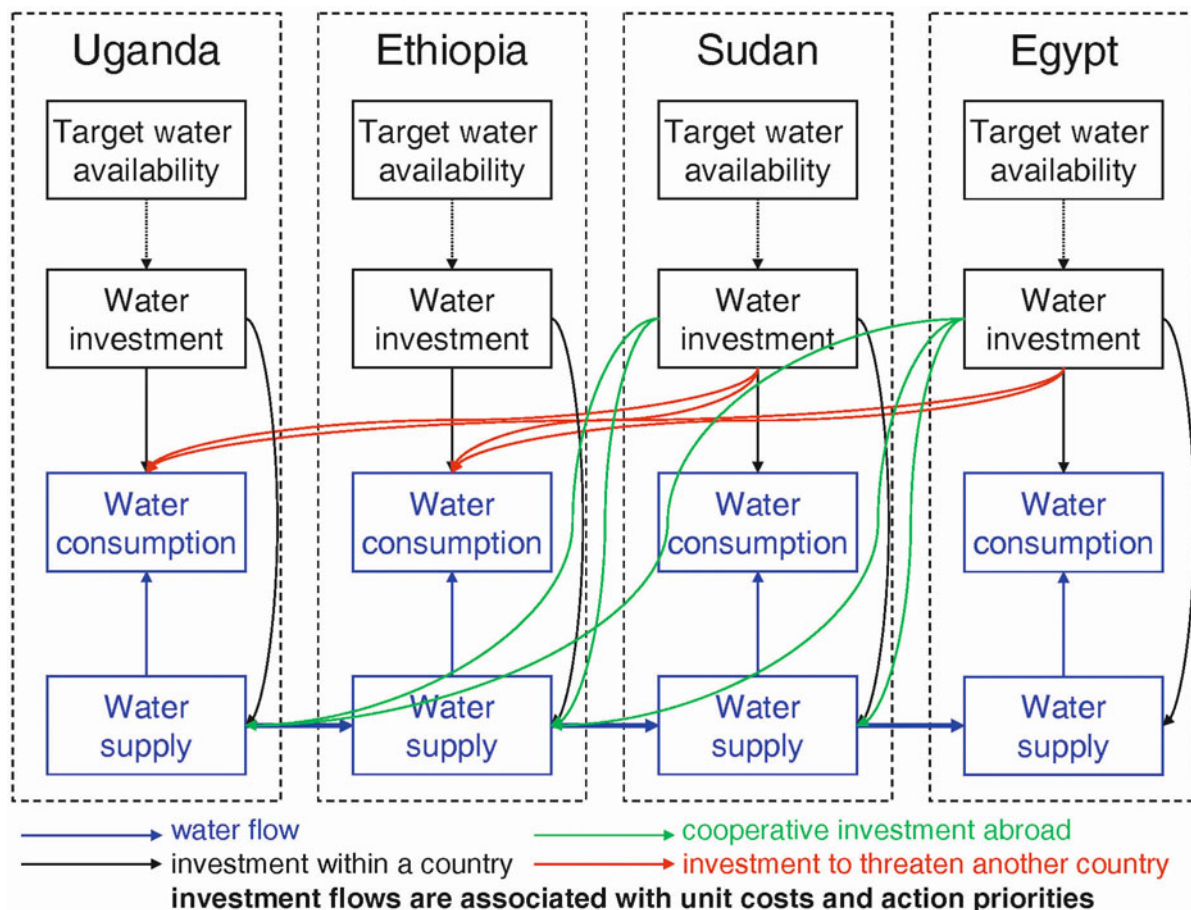 Uganda
Ethiopia
Sudan
Egypt
Target water
availability
Target water
availability
Target water
availability
Target water
availability
Water
investment
Water
investment
Water
investment
Water
investment
Water
consumption
Water
consumption
Water
consumption
Water
consumption
Water
supply
Water
supply
Water
supply
Water
supply
water flow
cooperative investment abroad
investment within a country
investment to threaten another country
investment flows are associated with unit costs and action priorities